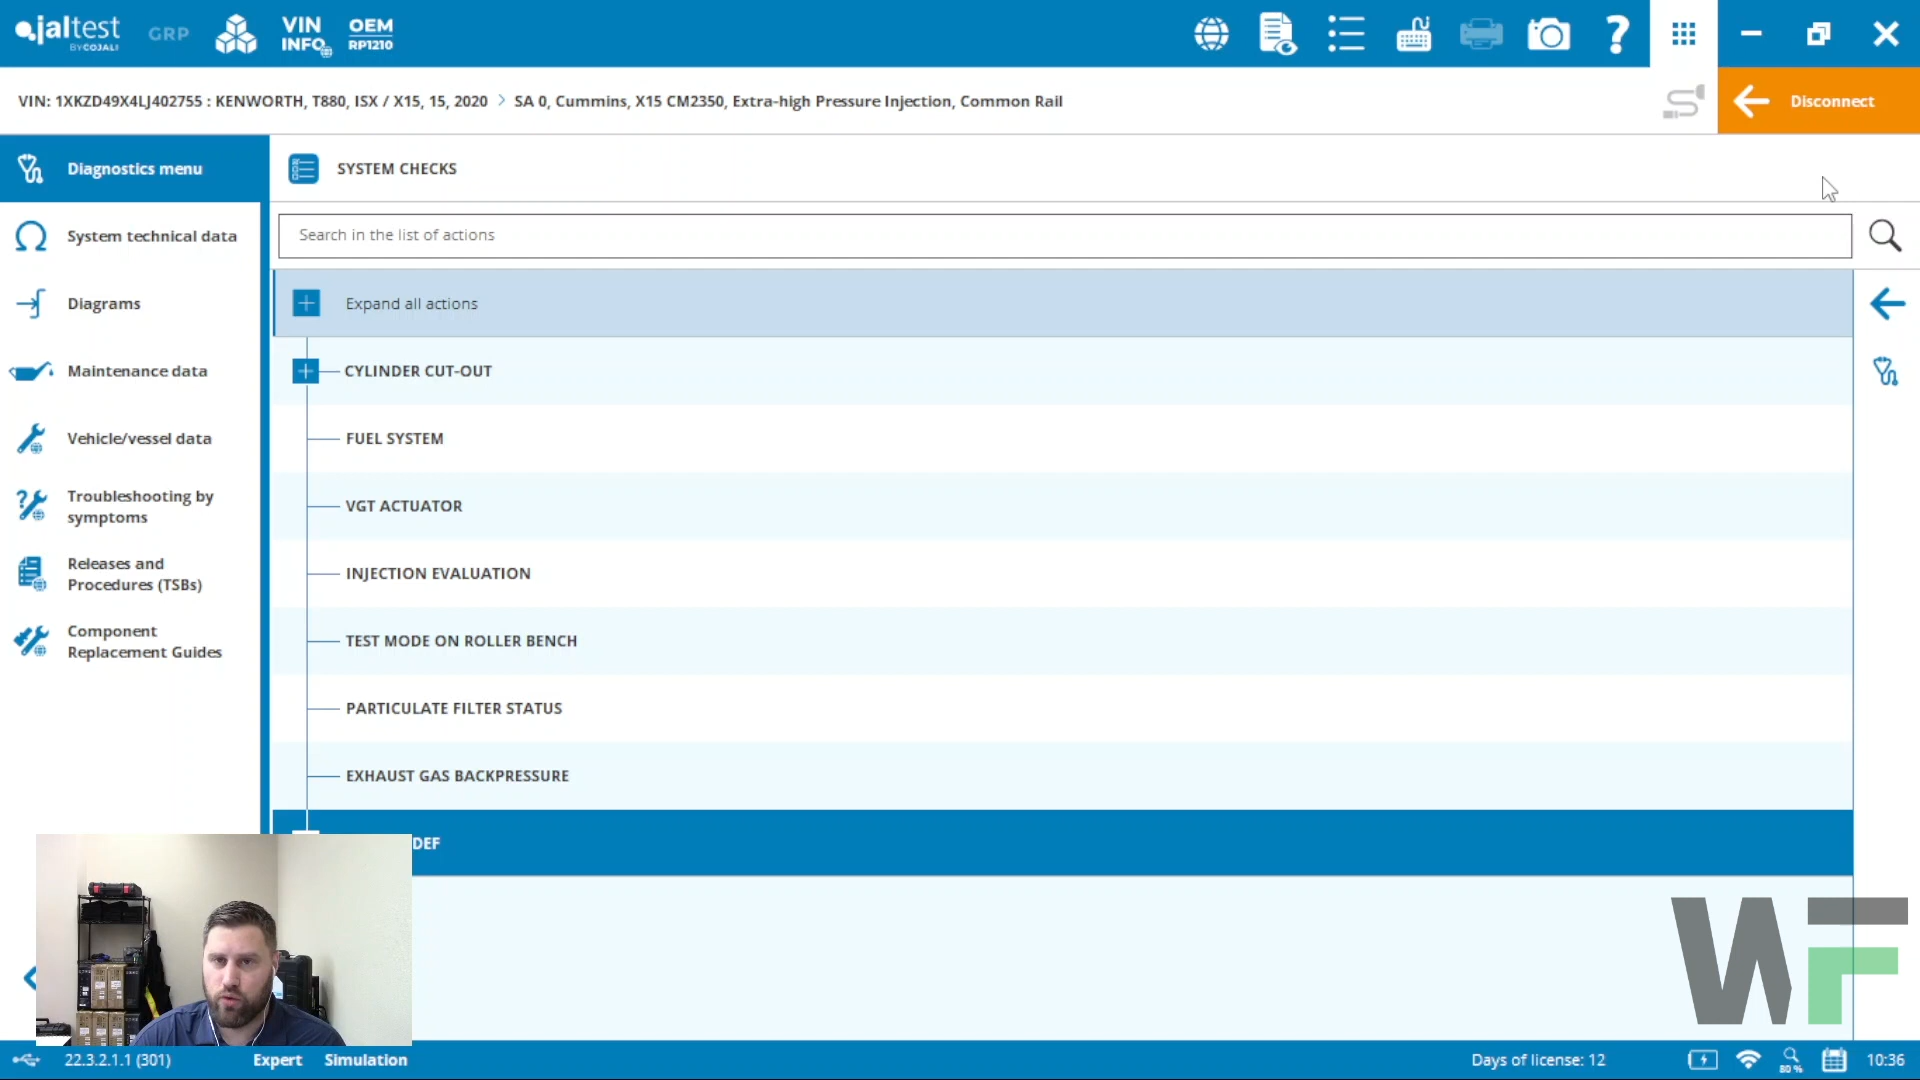 jaltest
BY COJALI
GRP
VIN
INFO
OEM
RP1210
VIN: 1XKZD49X4LJ402755 : KENWORTH, T880, ISX / X15, 15, 2020 > SA 0, Cummins, X15 CM2350, Extra-high Pressure Injection, Common Rail
Disconnect
Diagnostics menu
SYSTEM CHECKS
System technical data
Search in the list of actions
Diagrams
Expand all actions
Maintenance data
CYLINDER CUT-OUT
Vehicle/vessel data
FUEL SYSTEM
Troubleshooting by
symptoms
VGT ACTUATOR
Releases and
Procedures (TSBs)
INJECTION EVALUATION
Component
Replacement Guides
TEST MODE ON ROLLER BENCH
PARTICULATE FILTER STATUS
EXHAUST GAS BACKPRESSURE
DEF
WF
22.3.2.1.1 (301)
Expert
Simulation
Days of license: 12
80 %
10:36